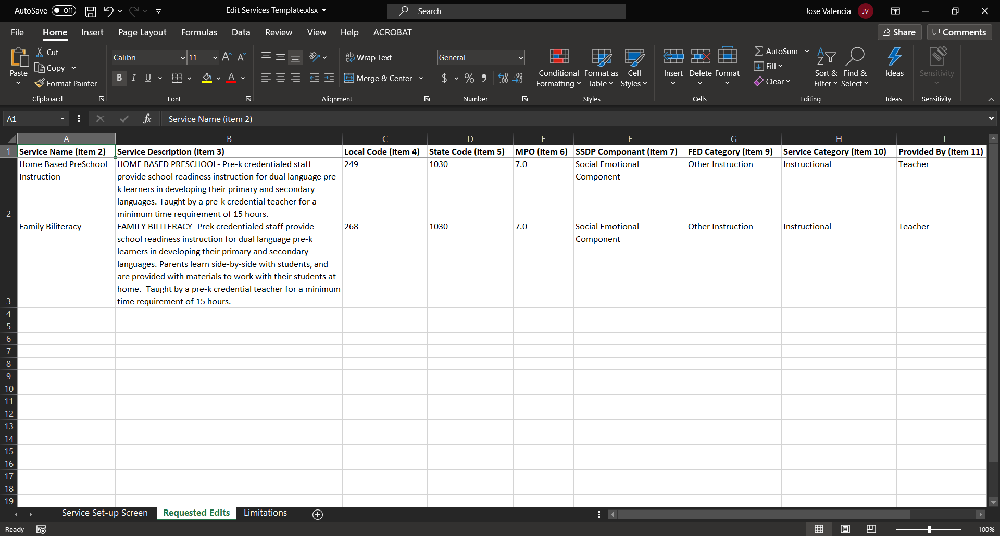 AutoSave Off Edit Services Template.xlsx Search Jose Valencia JV
File Home Insert Page Layout Formulas Data Review View Help ACROBAT Share Comments
Paste
Cut
Copy
Format Painter
Clipboard
Calibri 11
B I U A
Font
Wrap Text
Merge & Center
Alignment
General
$ % 9
Number
Conditional Formatting
Format as Table
Cell Styles
Styles
Insert Delete Format
Cells
AutoSum
Fill
Clear
Sort & Filter
Find & Select
Editing
Ideas
Ideas
Sensitivity
Sensitivity
A1 fx Service Name (item 2)
A B C D E F G H I
1 Service Name (item 2) Service Description (item 3) Local Code (item 4) State Code (item 5) MPO (item 6) SSDP Componant (item 7) FED Category (item 9) Service Category (item 10) Provided By (item 11)
Home Based PreSchool HOME BASED PRESCHOOL- Pre-k credentialed staff 249 1030 7.0 Social Emotional Other Instruction Instructional Teacher
Instruction provide school readiness instruction for dual language pre- Component
k learners in developing their primary and secondary
languages. Taught by a pre-k credential teacher for a
2 minimum time requirement of 15 hours.
Family Biliteracy FAMILY BILITERACY- Prek credentialed staff provide 268 1030 7.0 Social Emotional Other Instruction Instructional Teacher
school readiness instruction for dual language pre-k Component
learners in developing their primary and secondary
languages. Parents learn side-by-side with students, and
are provided with materials to work with their students at
home.  Taught by a pre-k credential teacher for a minimum
3 time requirement of 15 hours.
4
5
6
7
8
9
10
11
12
13
14
15
16
17
18
19
Service Set-up Screen Requested Edits Limitations
Ready 100%